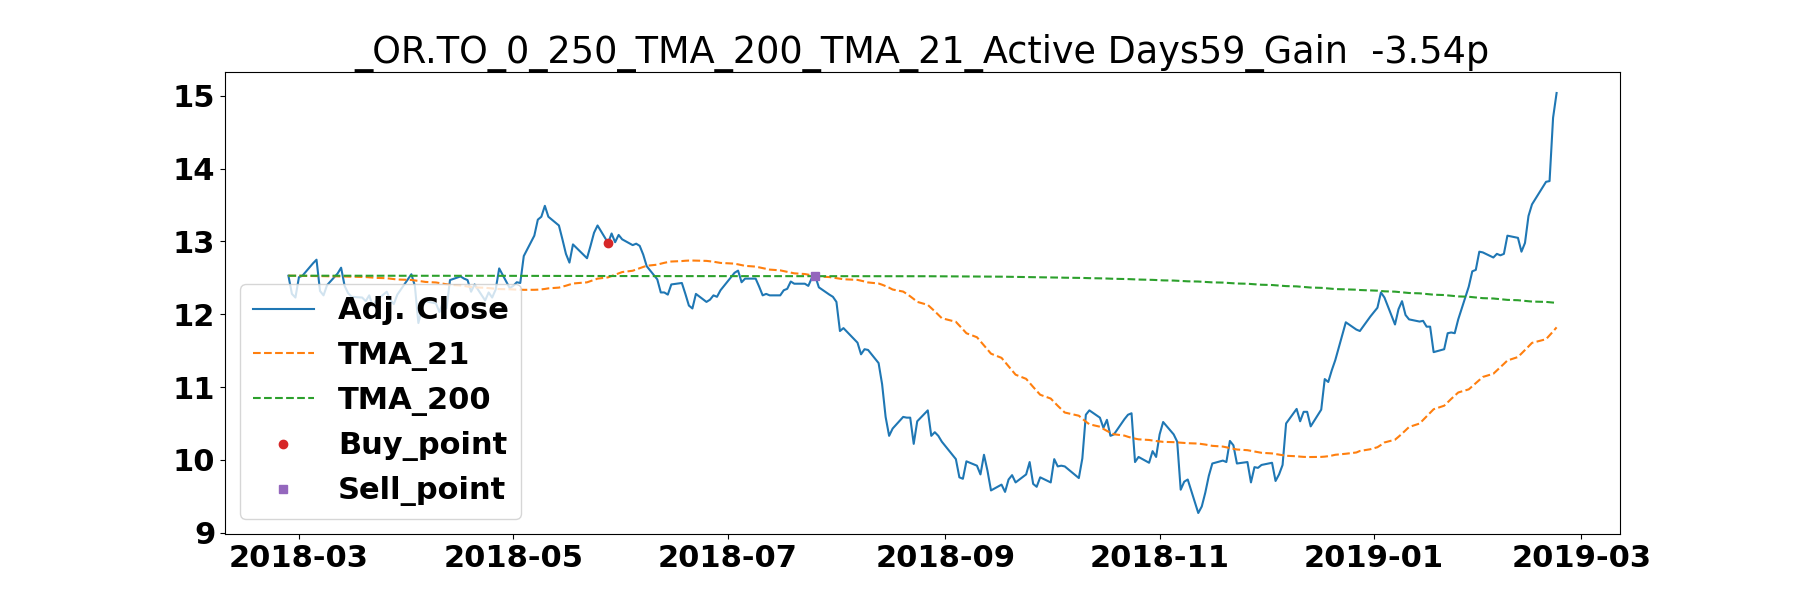 _OR.TO_0_250_TMA_200_TMA_21_Active Days59_Gain  -3.54p
15
14
13
12
11
10
9
Adj. Close
TMA_21
TMA_200
Buy_point
Sell_point
2018-03 2018-05 2018-07 2018-09 2018-11 2019-01 2019-03